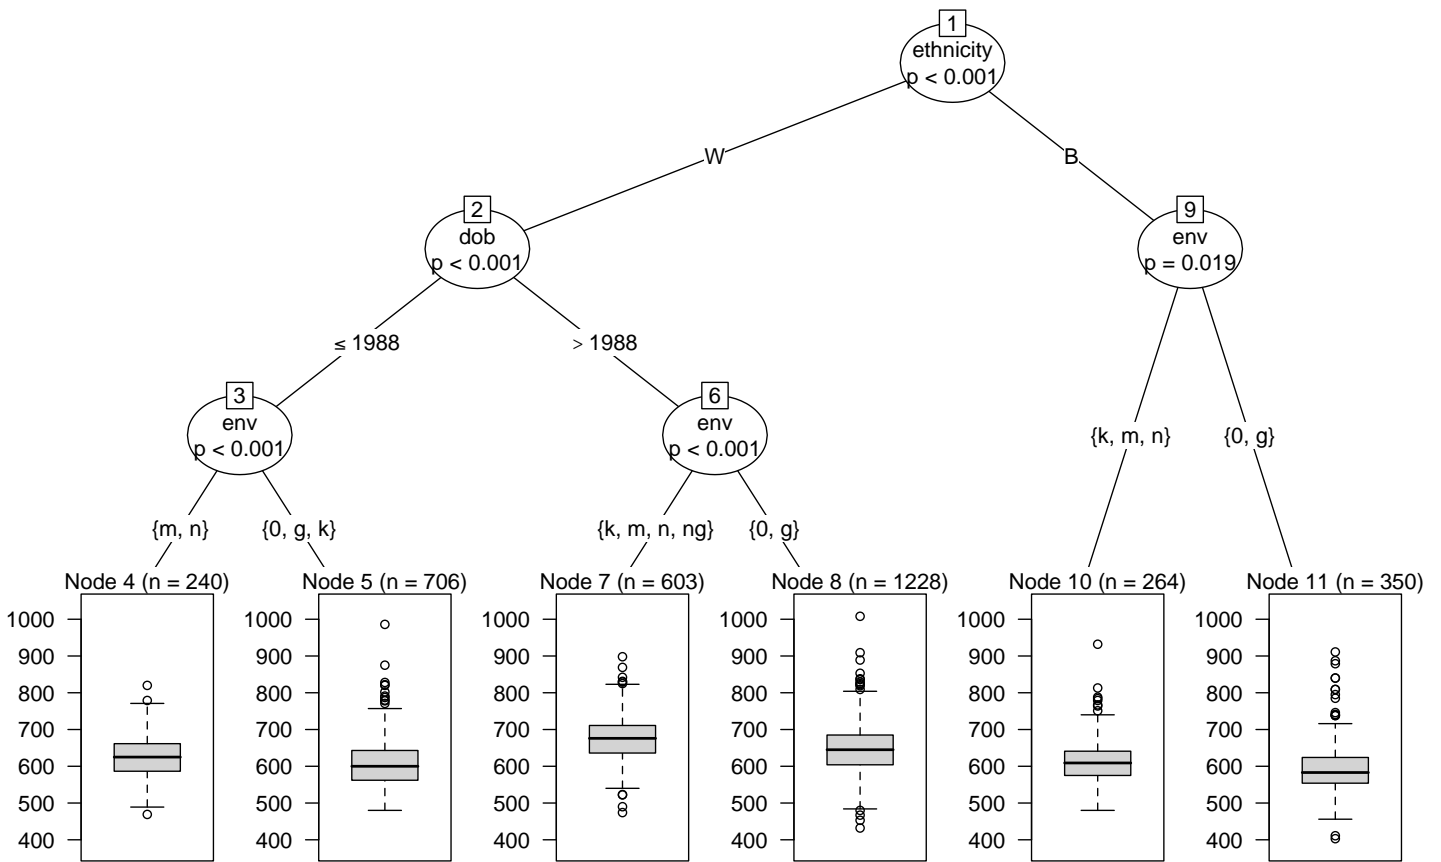 1
ethnicity
p < 0.001
W
B
2
dob
p < 0.001
9
env
p = 0.019
≤ 1988
> 1988
3
env
p < 0.001
6
env
p < 0.001
{k, m, n}
{0, g}
{m, n}
{0, g, k}
{k, m, n, ng}
{0, g}
Node 4 (n = 240)
1000
900
800
700
600
500
400
Node 5 (n = 706)
1000
900
800
700
600
500
400
Node 7 (n = 603)
1000
900
800
700
600
500
400
Node 8 (n = 1228)
1000
900
800
700
600
500
400
Node 10 (n = 264)
1000
900
800
700
600
500
400
Node 11 (n = 350)
1000
900
800
700
600
500
400